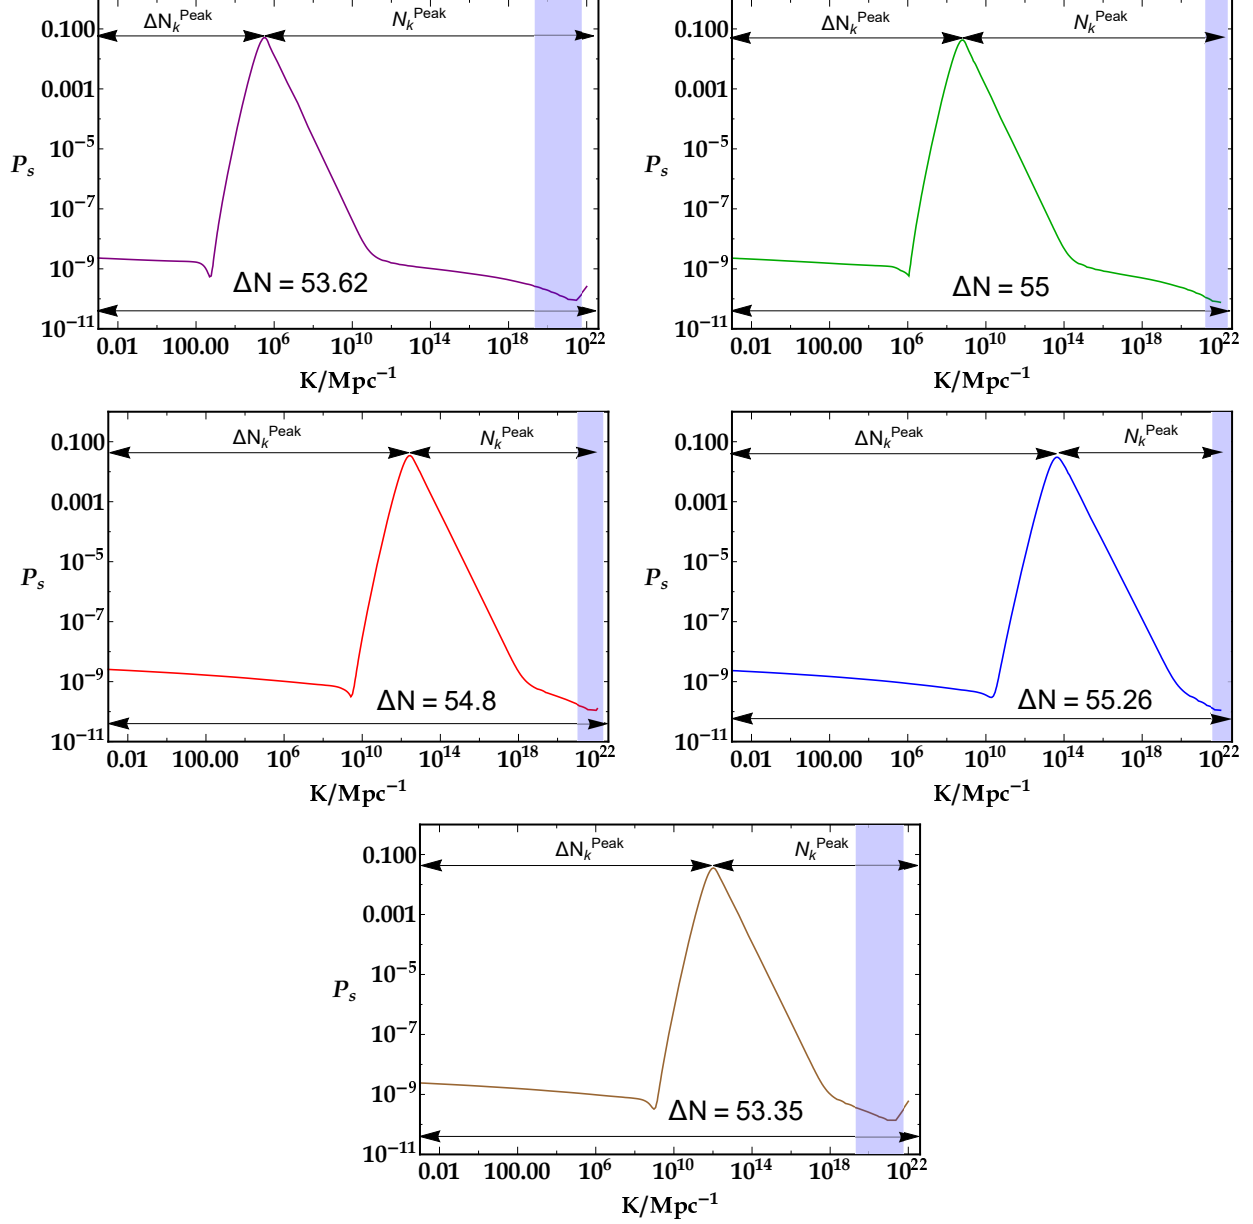 ΔN_k^Peak
N_k^Peak
0.100
0.001
10^-5
P_s
10^-7
10^-9
ΔN = 53.62
10^-11
0.01 100.00 10^6 10^10 10^14 10^18 10^22
K/Mpc^-1
ΔN_k^Peak
N_k^Peak
0.100
0.001
10^-5
P_s
10^-7
10^-9
ΔN = 55
10^-11
0.01 100.00 10^6 10^10 10^14 10^18 10^22
K/Mpc^-1
ΔN_k^Peak
N_k^Peak
0.100
0.001
10^-5
P_s
10^-7
10^-9
ΔN = 54.8
10^-11
0.01 100.00 10^6 10^10 10^14 10^18 10^22
K/Mpc^-1
ΔN_k^Peak
N_k^Peak
0.100
0.001
10^-5
P_s
10^-7
10^-9
ΔN = 55.26
10^-11
0.01 100.00 10^6 10^10 10^14 10^18 10^22
K/Mpc^-1
ΔN_k^Peak
N_k^Peak
0.100
0.001
10^-5
P_s
10^-7
10^-9
ΔN = 53.35
10^-11
0.01 100.00 10^6 10^10 10^14 10^18 10^22
K/Mpc^-1